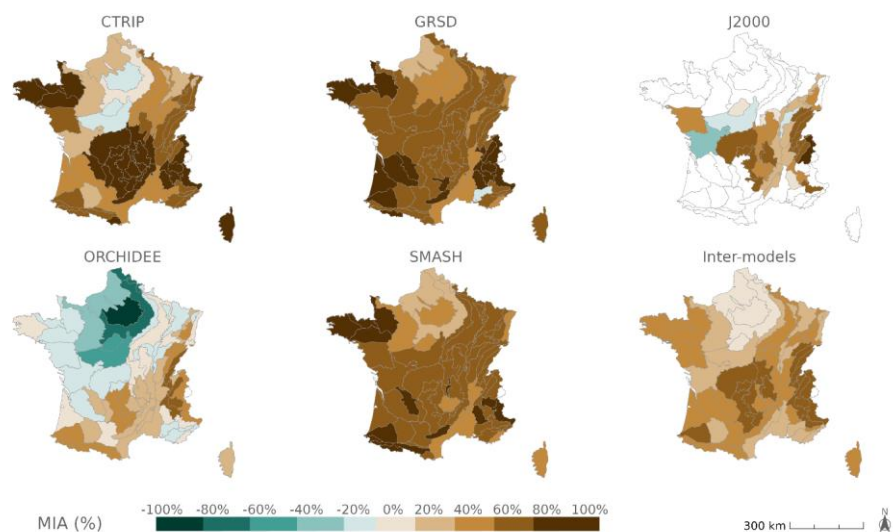 CTRIP GRSD J2000
ORCHIDEE SMASH Inter-models
-100% -80% -60% -40% -20% 0% 20% 40% 60% 80% 100%
MIA (%)
300 km
N